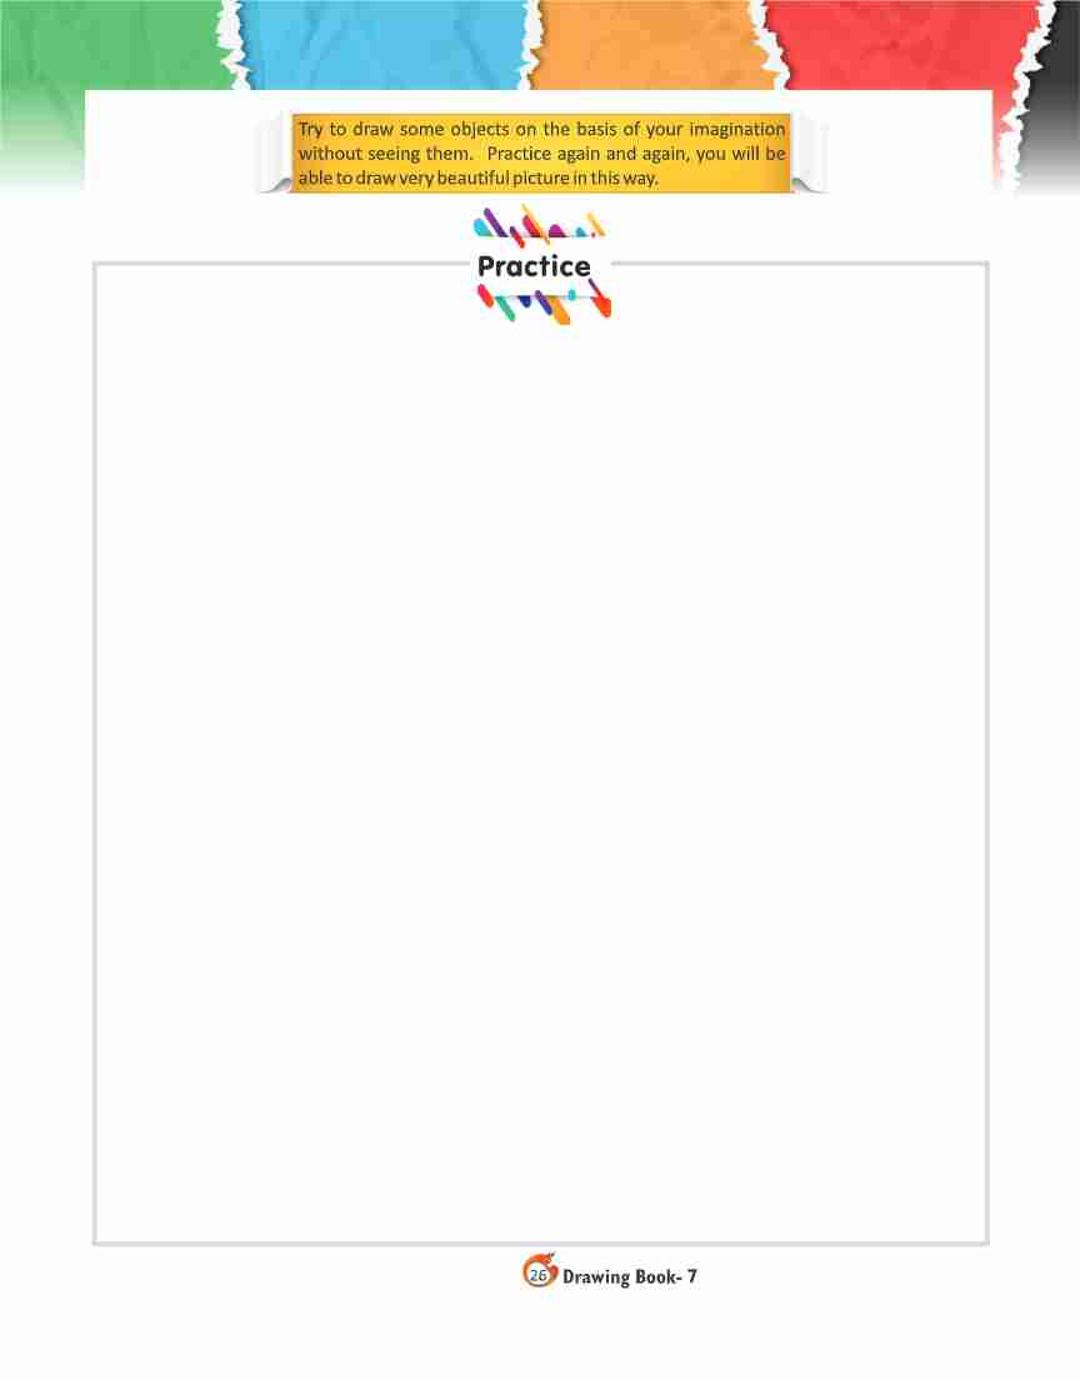 Try to draw some objects on the basis of your imagination
without seeing them. Practice again and again, you will be
able to draw very beautiful picture in this way.
Practice
26 Drawing Book- 7